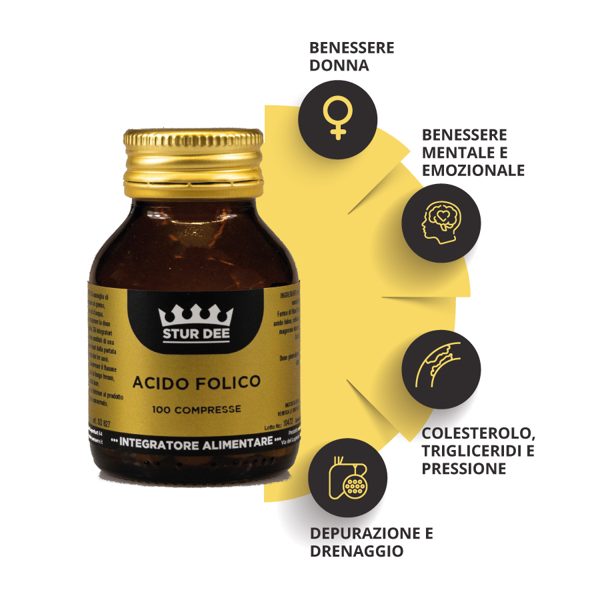 BENESSERE
DONNA
BENESSERE
MENTALE E
EMOZIONALE
STUR DEE
ACIDO FOLICO
100 COMPRESSE
••• INTEGRATORE ALIMENTARE •••
COLESTEROLO,
TRIGLICERIDI E
PRESSIONE
DEPURAZIONE E
DRENAGGIO